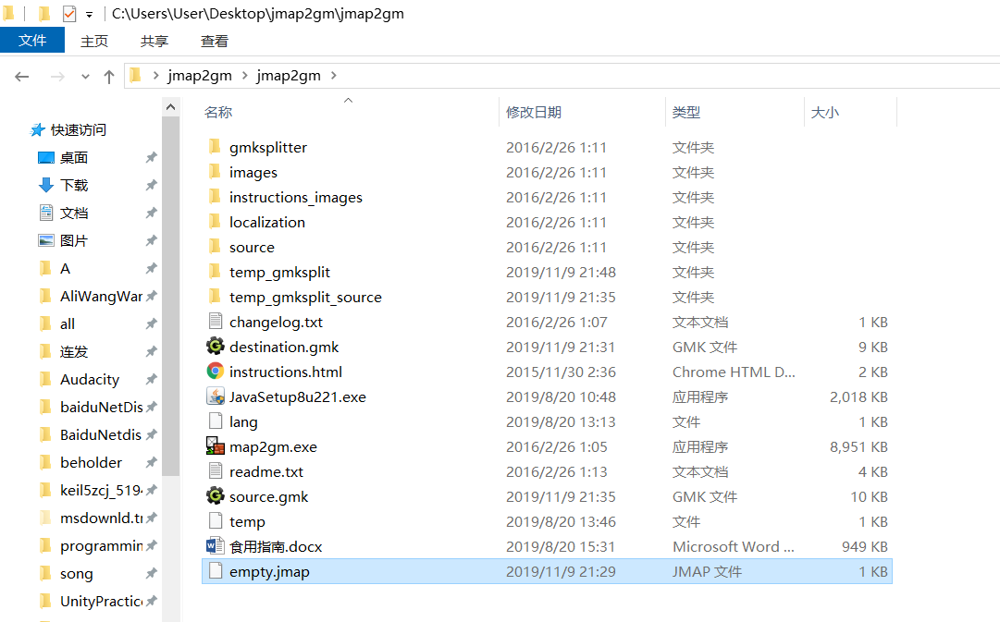 C:\Users\User\Desktop\jmap2gm\jmap2gm
文件 主页 共享 查看
jmap2gm jmap2gm
快速访问
桌面
下载
文档
图片
A
AliWangWar
all
连发
Audacity
baiduNetDis
BaiduNetdis
beholder
keil5zcj_5194
msdownld.tr
programmin
song
UnityPractic
名称 修改日期 类型 大小
gmksplitter 2016/2/26 1:11 文件夹
images 2016/2/26 1:11 文件夹
instructions_images 2016/2/26 1:11 文件夹
localization 2016/2/26 1:11 文件夹
source 2016/2/26 1:11 文件夹
temp_gmksplit 2019/11/9 21:48 文件夹
temp_gmksplit_source 2019/11/9 21:35 文件夹
changelog.txt 2016/2/26 1:07 文本文档 1 KB
destination.gmk 2019/11/9 21:31 GMK 文件 9 KB
instructions.html 2015/11/30 2:36 Chrome HTML D... 2 KB
JavaSetup8u221.exe 2019/8/20 10:48 应用程序 2,018 KB
lang 2019/8/20 13:13 文件 1 KB
map2gm.exe 2016/2/26 1:05 应用程序 8,951 KB
readme.txt 2016/2/26 1:13 文本文档 4 KB
source.gmk 2019/11/9 21:35 GMK 文件 10 KB
temp 2019/8/20 13:46 文件 1 KB
食用指南.docx 2019/8/20 15:31 Microsoft Word ... 949 KB
empty.jmap 2019/11/9 21:29 JMAP 文件 1 KB